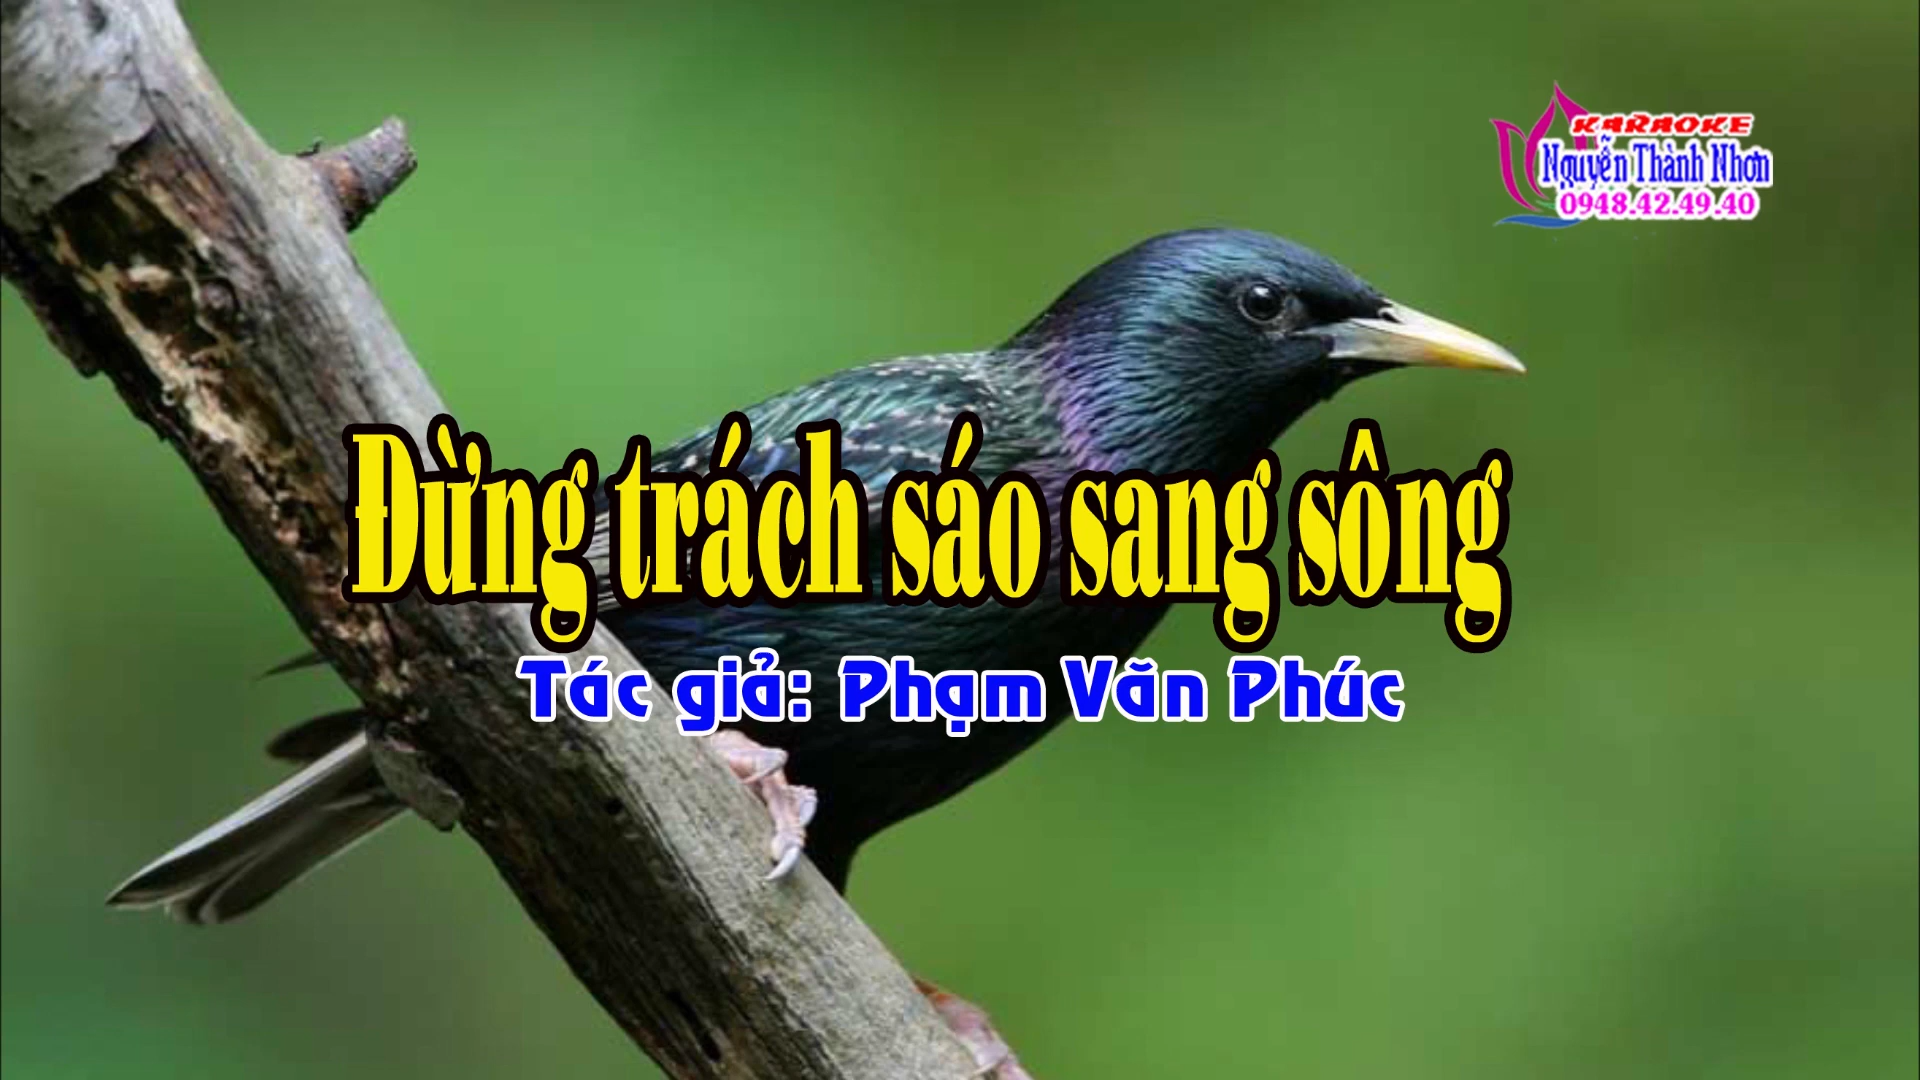 KARAOKE
Nguyễn Thành Nhơn
0948.42.49.40
Đừng trách sáo sang sông
Tác giả: Phạm Văn Phúc